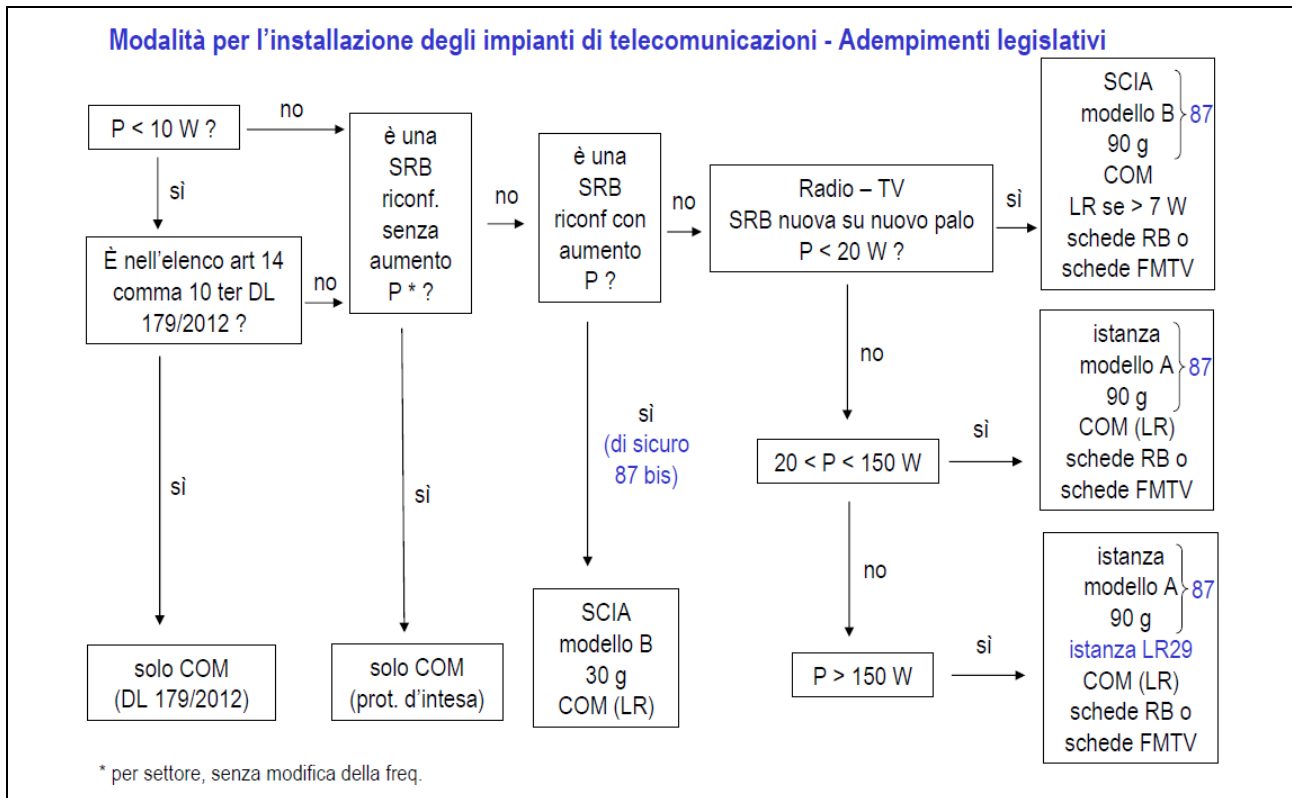 Modalità per l'installazione degli impianti di telecomunicazioni - Adempimenti legislativi
P < 10 W ?
no
sì
È nell'elenco art 14
comma 10 ter DL
179/2012 ?
no
sì
solo COM
(DL 179/2012)
è una
SRB
riconf.
senza
aumento
P * ?
no
sì
solo COM
(prot. d'intesa)
è una
SRB
riconf con
aumento
P ?
no
sì
(di sicuro
87 bis)
SCIA
modello B
30 g
COM (LR)
Radio – TV
SRB nuova su nuovo palo
P < 20 W ?
sì
no
SCIA
modello B
90 g
87
COM
LR se > 7 W
schede RB o
schede FMTV
20 < P < 150 W
sì
no
istanza
modello A
90 g
87
COM (LR)
schede RB o
schede FMTV
P > 150 W
sì
istanza
modello A
90 g
87
istanza LR29
COM (LR)
schede RB o
schede FMTV
* per settore, senza modifica della freq.